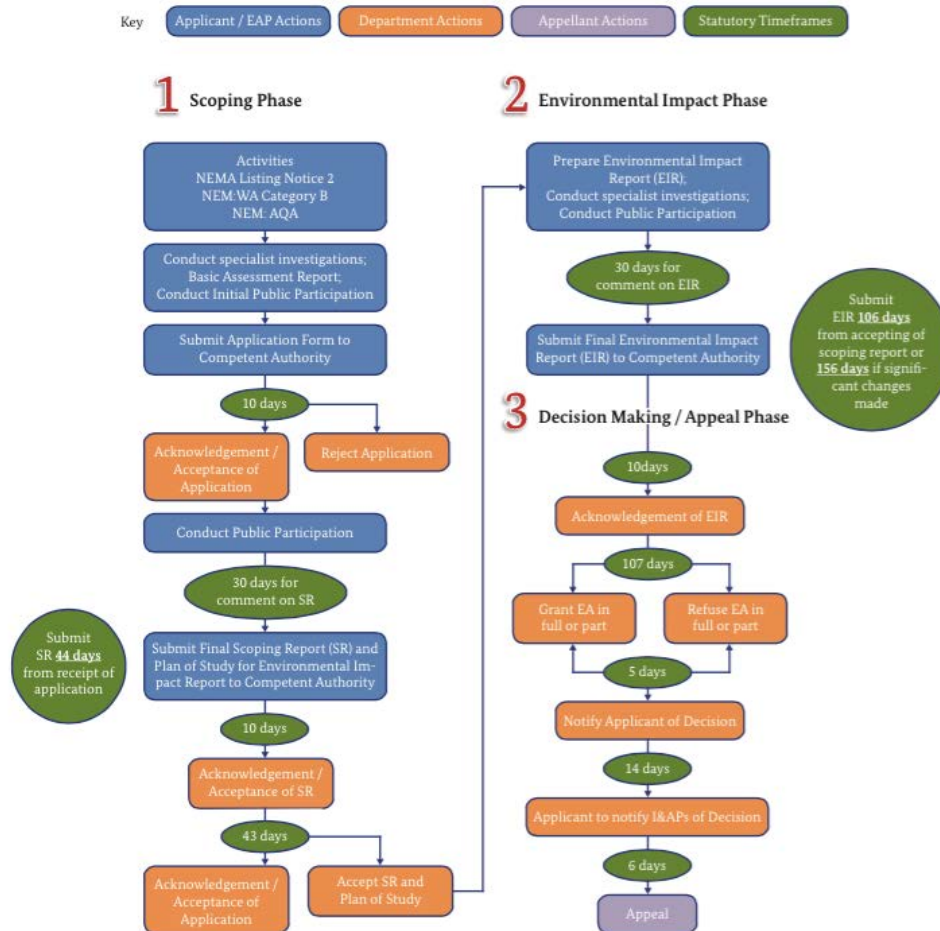 Key
Applicant / EAP Actions
Department Actions
Appellant Actions
Statutory Timeframes
1 Scoping Phase
Activities
NEMA Listing Notice 2
NEM:WA Category B
NEM: AQA
Conduct specialist investigations;
Basic Assessment Report;
Conduct Initial Public Participation
Submit Application Form to
Competent Authority
10 days
Acknowledgement /
Acceptance of
Application
Reject Application
Conduct Public Participation
30 days for
comment on SR
Submit
SR 44 days
from receipt of
application
Submit Final Scoping Report (SR) and
Plan of Study for Environmental Im-
pact Report to Competent Authority
10 days
Acknowledgement /
Acceptance of SR
43 days
Acknowledgement /
Acceptance of
Application
Accept SR and
Plan of Study
2 Environmental Impact Phase
Prepare Environmental Impact
Report (EIR);
Conduct specialist investigations;
Conduct Public Participation
30 days for
comment on EIR
Submit
EIR 106 days
from accepting of
scoping report or
156 days if signifi-
cant changes
made
Submit Final Environmental Impact
Report (EIR) to Competent Authority
3 Decision Making / Appeal Phase
10days
Acknowledgement of EIR
107 days
Grant EA in
full or part
Refuse EA in
full or part
5 days
Notify Applicant of Decision
14 days
Applicant to notify I&APs of Decision
6 days
Appeal